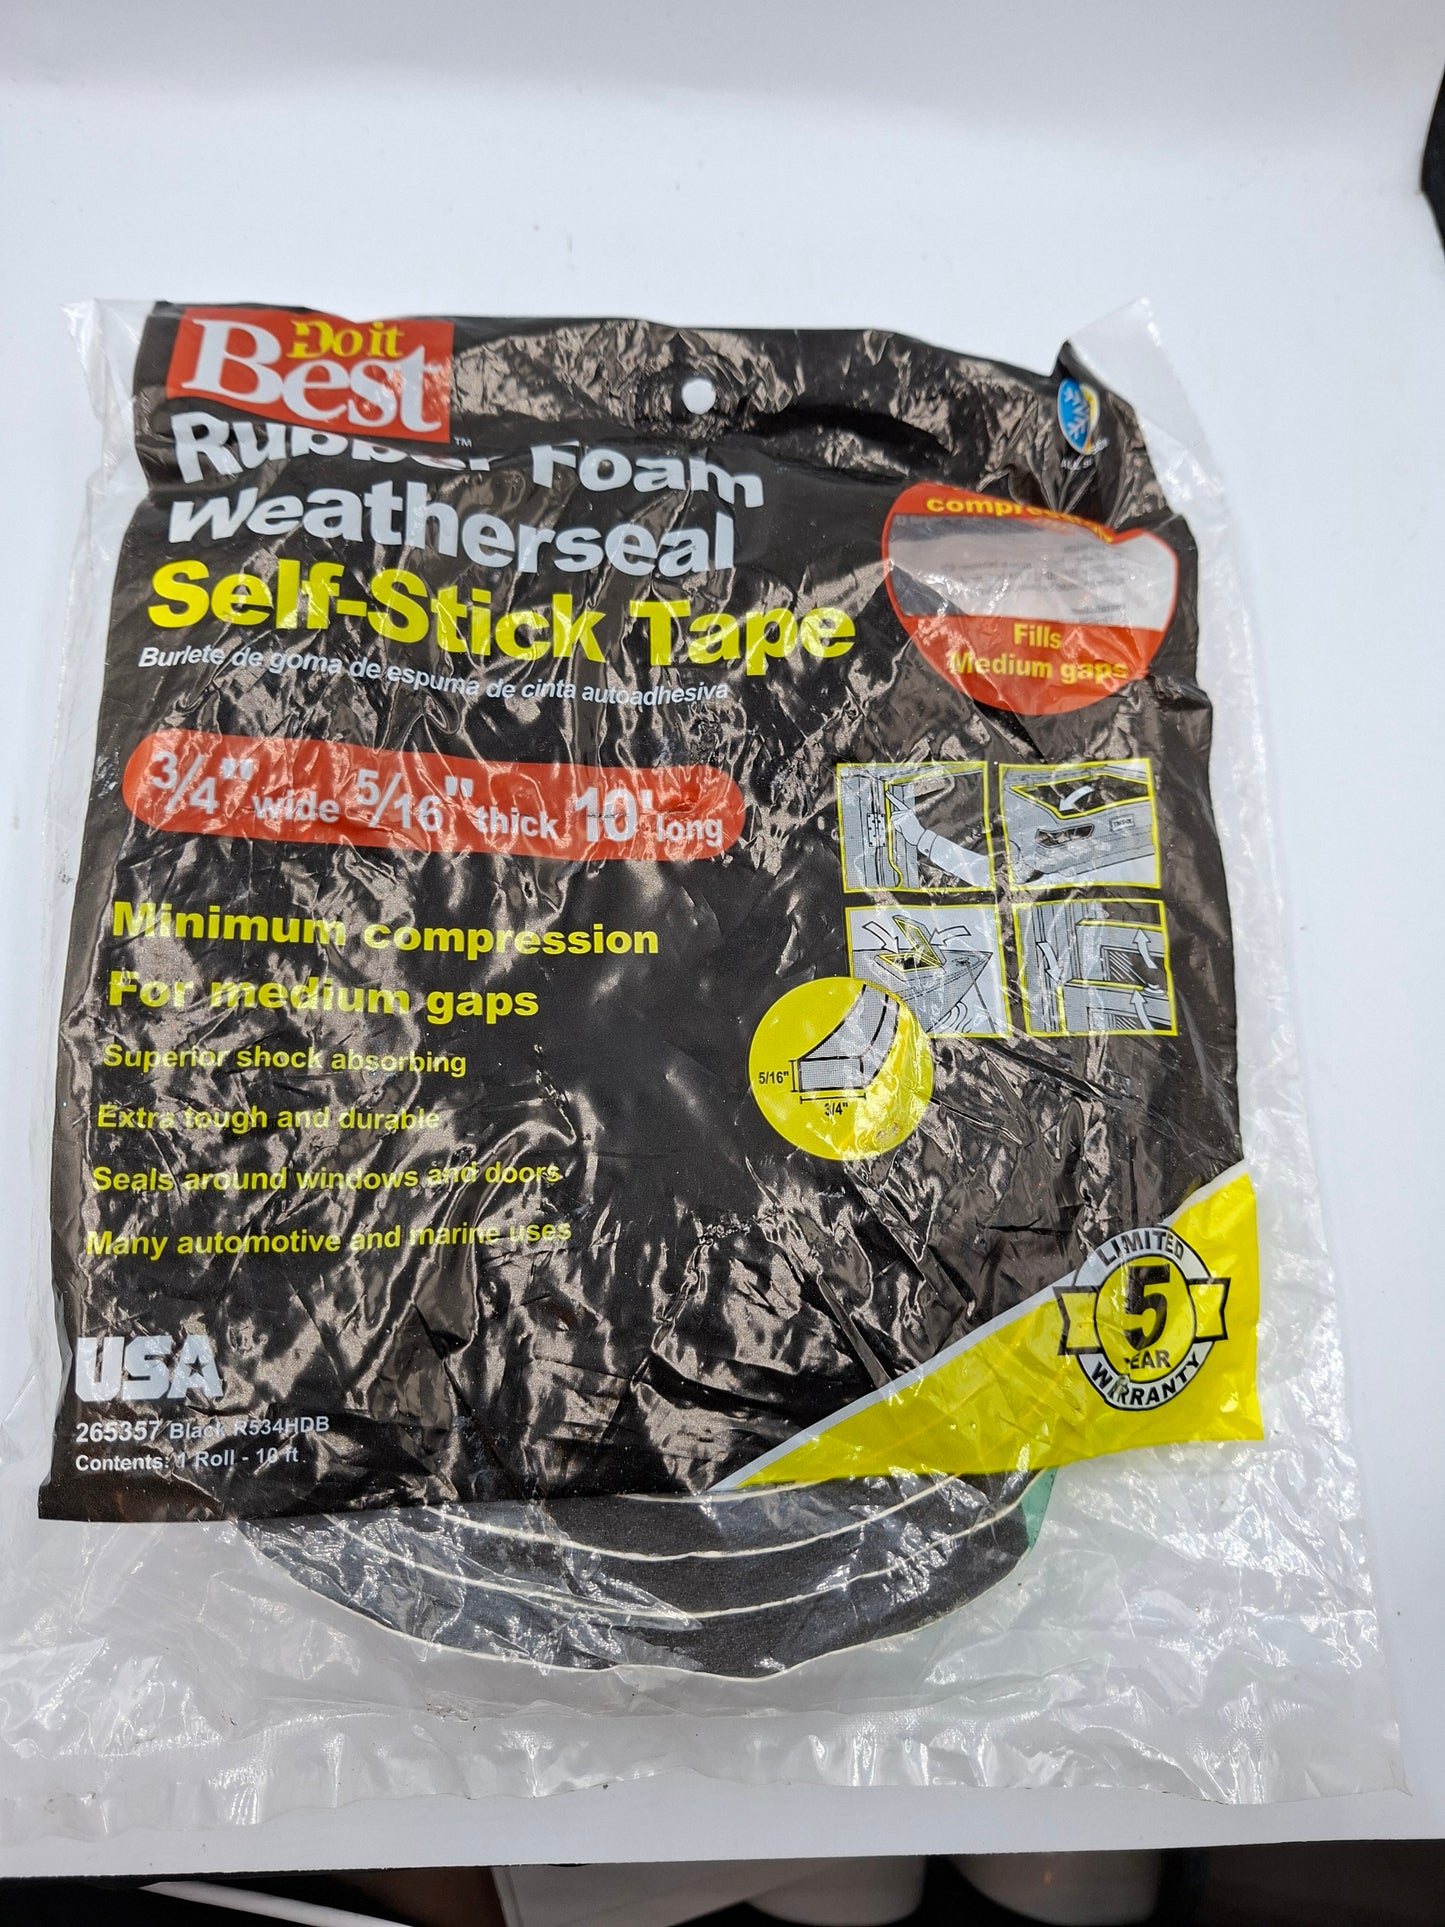 Do it
Best
™
Rubber Foam
Weatherseal
Self-Stick Tape
Burlete de goma de espuma de cinta autoadhesiva
3/4" wide 5/16" thick 10' long
Fills
Medium gaps
Minimum compression
For medium gaps
Superior shock absorbing
Extra tough and durable
Seals around windows and doors
Many automotive and marine uses
5/16"
3/4"
LIMITED
5
YEAR
WARRANTY
USA
265357 Black R534HDB
Contents: 1 Roll - 10 ft